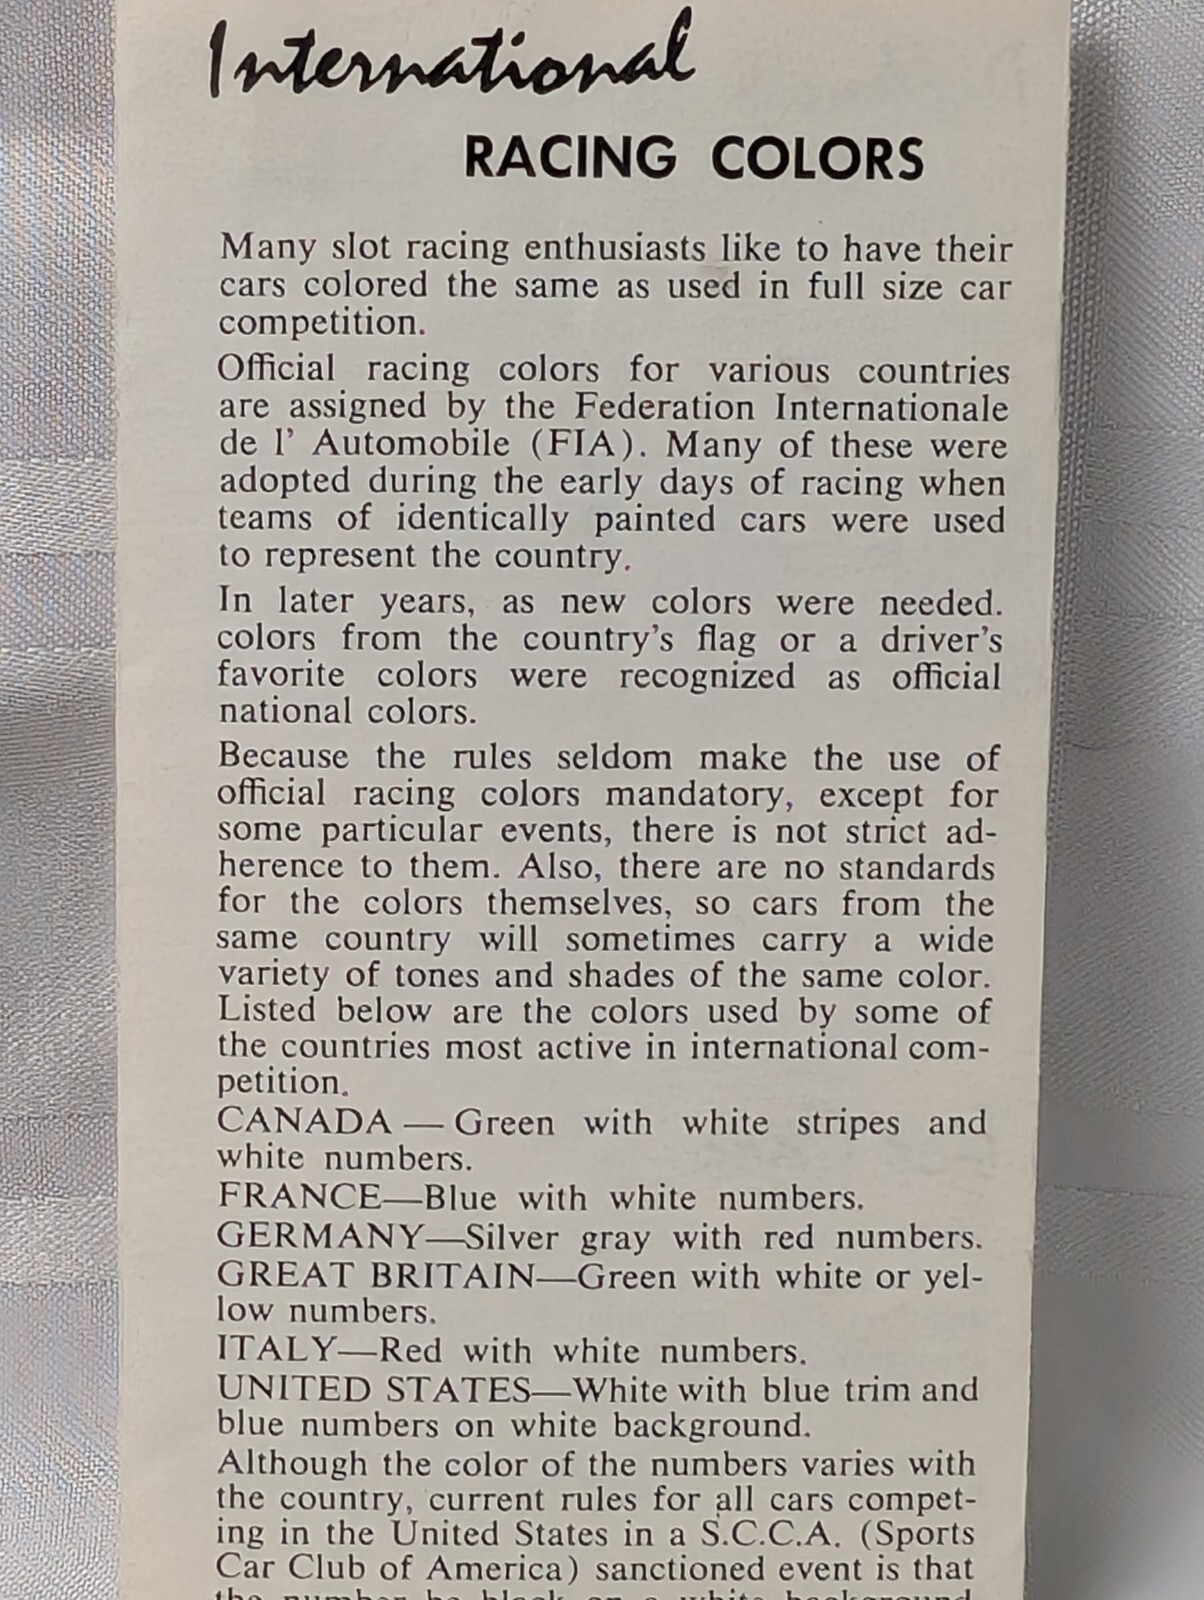 International
RACING COLORS
Many slot racing enthusiasts like to have their
cars colored the same as used in full size car
competition.
Official racing colors for various countries
are assigned by the Federation Internationale
de l' Automobile (FIA). Many of these were
adopted during the early days of racing when
teams of identically painted cars were used
to represent the country.
In later years, as new colors were needed.
colors from the country's flag or a driver's
favorite colors were recognized as official
national colors.
Because the rules seldom make the use of
official racing colors mandatory, except for
some particular events, there is not strict ad-
herence to them. Also, there are no standards
for the colors themselves, so cars from the
same country will sometimes carry a wide
variety of tones and shades of the same color.
Listed below are the colors used by some of
the countries most active in international com-
petition.
CANADA — Green with white stripes and
white numbers.
FRANCE—Blue with white numbers.
GERMANY—Silver gray with red numbers.
GREAT BRITAIN—Green with white or yel-
low numbers.
ITALY—Red with white numbers.
UNITED STATES—White with blue trim and
blue numbers on white background.
Although the color of the numbers varies with
the country, current rules for all cars compet-
ing in the United States in a S.C.C.A. (Sports
Car Club of America) sanctioned event is that
the number be black on a white background